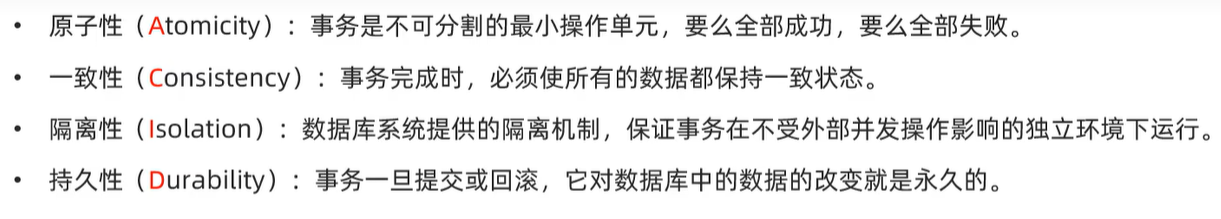 • 原子性（Atomicity）：事务是不可分割的最小操作单元，要么全部成功，要么全部失败。
• 一致性（Consistency）：事务完成时，必须使所有的数据都保持一致状态。
• 隔离性（Isolation）：数据库系统提供的隔离机制，保证事务在不受外部并发操作影响的独立环境下运行。
• 持久性（Durability）：事务一旦提交或回滚，它对数据库中的数据的改变就是永久的。